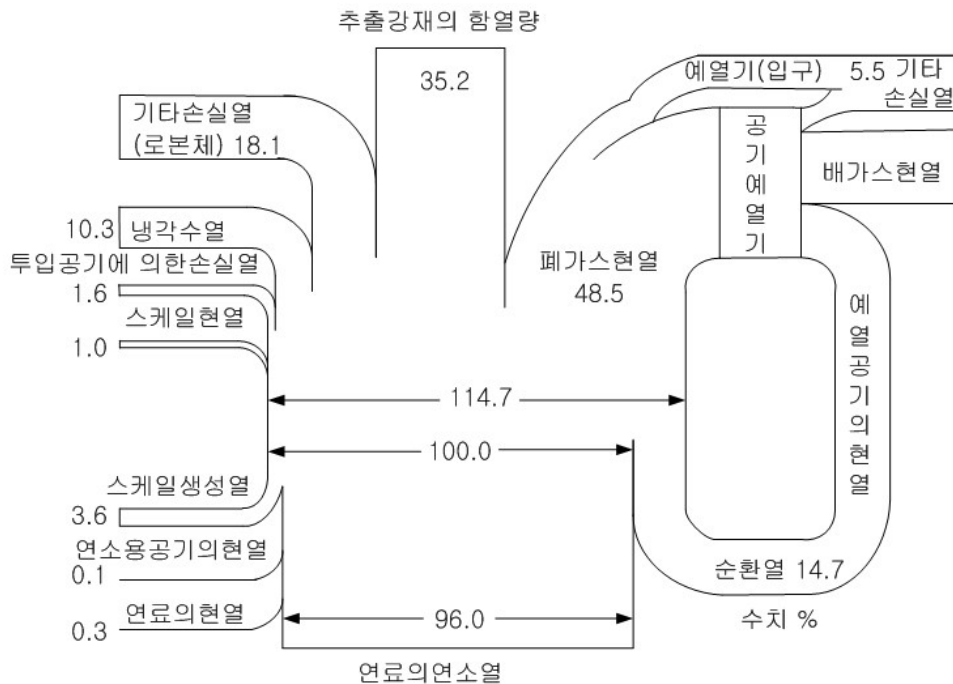 추출강재의 함열량
35.2
기타손실열
(로본체) 18.1
10.3
냉각수열
투입공기에 의한손실열
1.6
스케일현열
1.0
예열기(입구)
5.5 기타
손실열
공기예열기
배가스현열
폐가스현열
48.5
예열공기의현열
114.7
100.0
스케일생성열
3.6
연소용공기의현열
0.1
연료의현열
0.3
96.0
연료의연소열
순환열 14.7
수치 %